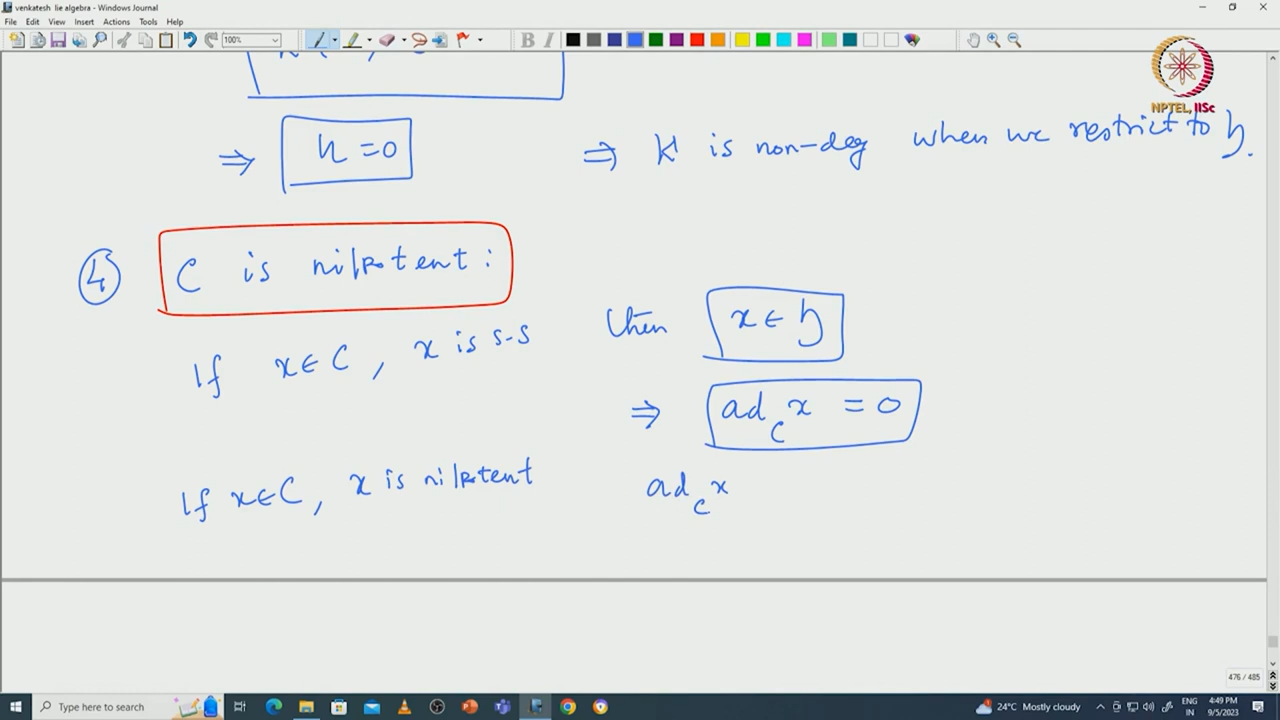 venkatesh lie algebra - Windows Journal
File Edit View Insert Actions Tools Help
100%
B I
NPTEL, IISc
⇒ h = 0 ⇒ K is non-deg when we restrict to 𝔥.
④ C is nilpotent :
If x ∈ C , x is s-s then x ∈ 𝔥
⇒ ad_C x = 0
If x ∈ C , x is nilpotent ad_C x
476 / 485
Type here to search
24°C Mostly cloudy
ENG
IN
4:49 PM
9/5/2023